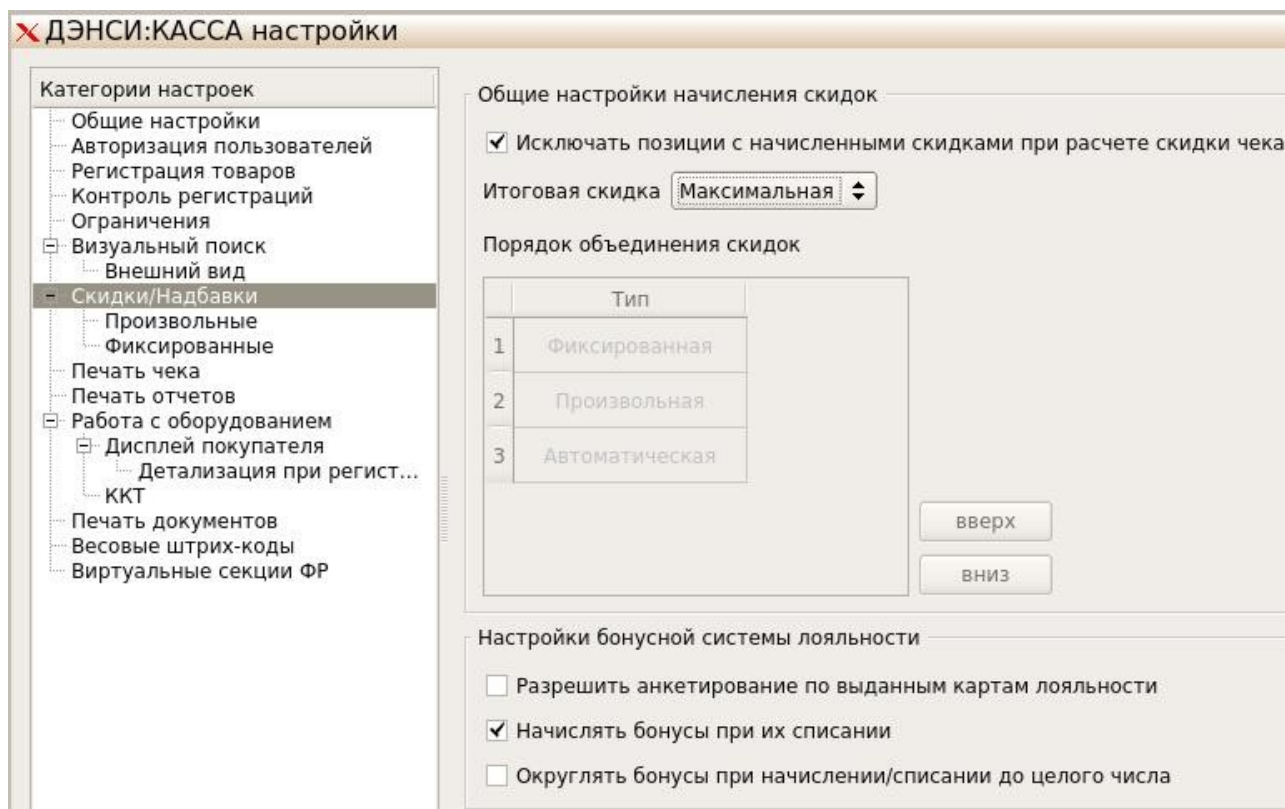 ДЭНСИ:КАССА настройки
Категории настроек
Общие настройки
Авторизация пользователей
Регистрация товаров
Контроль регистраций
Ограничения
Визуальный поиск
Внешний вид
Скидки/Надбавки
Произвольные
Фиксированные
Печать чека
Печать отчетов
Работа с оборудованием
Дисплей покупателя
Детализация при регист...
ККТ
Печать документов
Весовые штрих-коды
Виртуальные секции ФР
Общие настройки начисления скидок
Исключать позиции с начисленными скидками при расчете скидки чека
Итоговая скидка Максимальная
Порядок объединения скидок
Тип
1 Фиксированная
2 Произвольная
3 Автоматическая
вверх
вниз
Настройки бонусной системы лояльности
Разрешить анкетирование по выданным картам лояльности
Начислять бонусы при их списании
Округлять бонусы при начислении/списании до целого числа